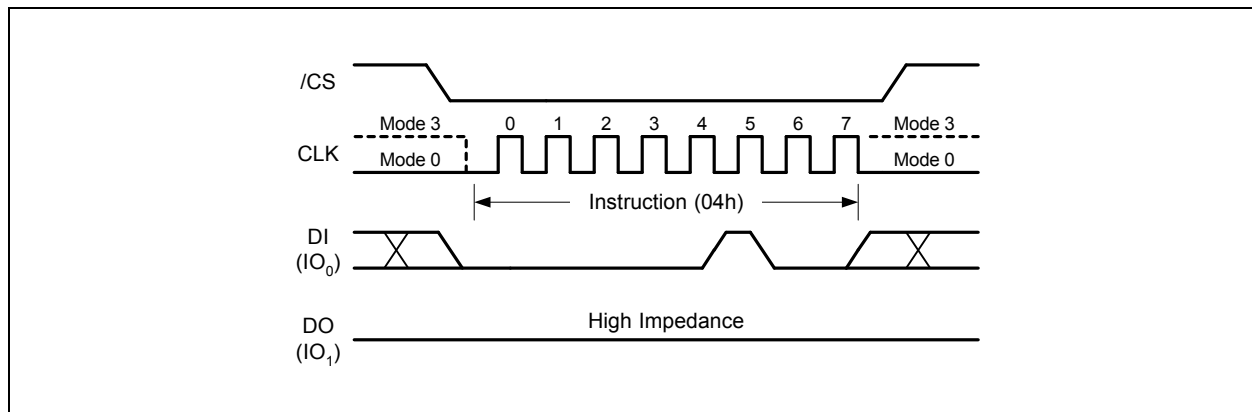 /CS
Mode 3 0 1 2 3 4 5 6 7 Mode 3
CLK
Mode 0 Mode 0
Instruction (04h)
DI
(IO₀)
High Impedance
DO
(IO₁)